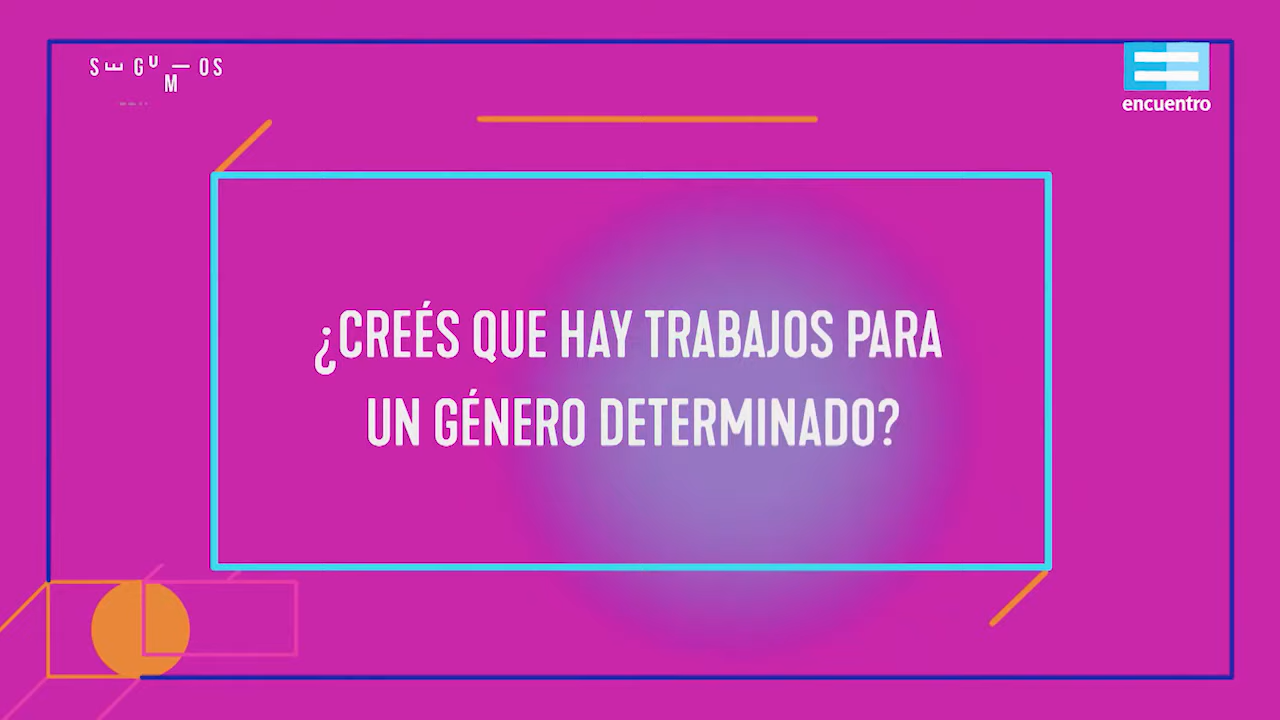 SEGUIMOS
encuentro
¿CREÉS QUE HAY TRABAJOS PARA
UN GÉNERO DETERMINADO?